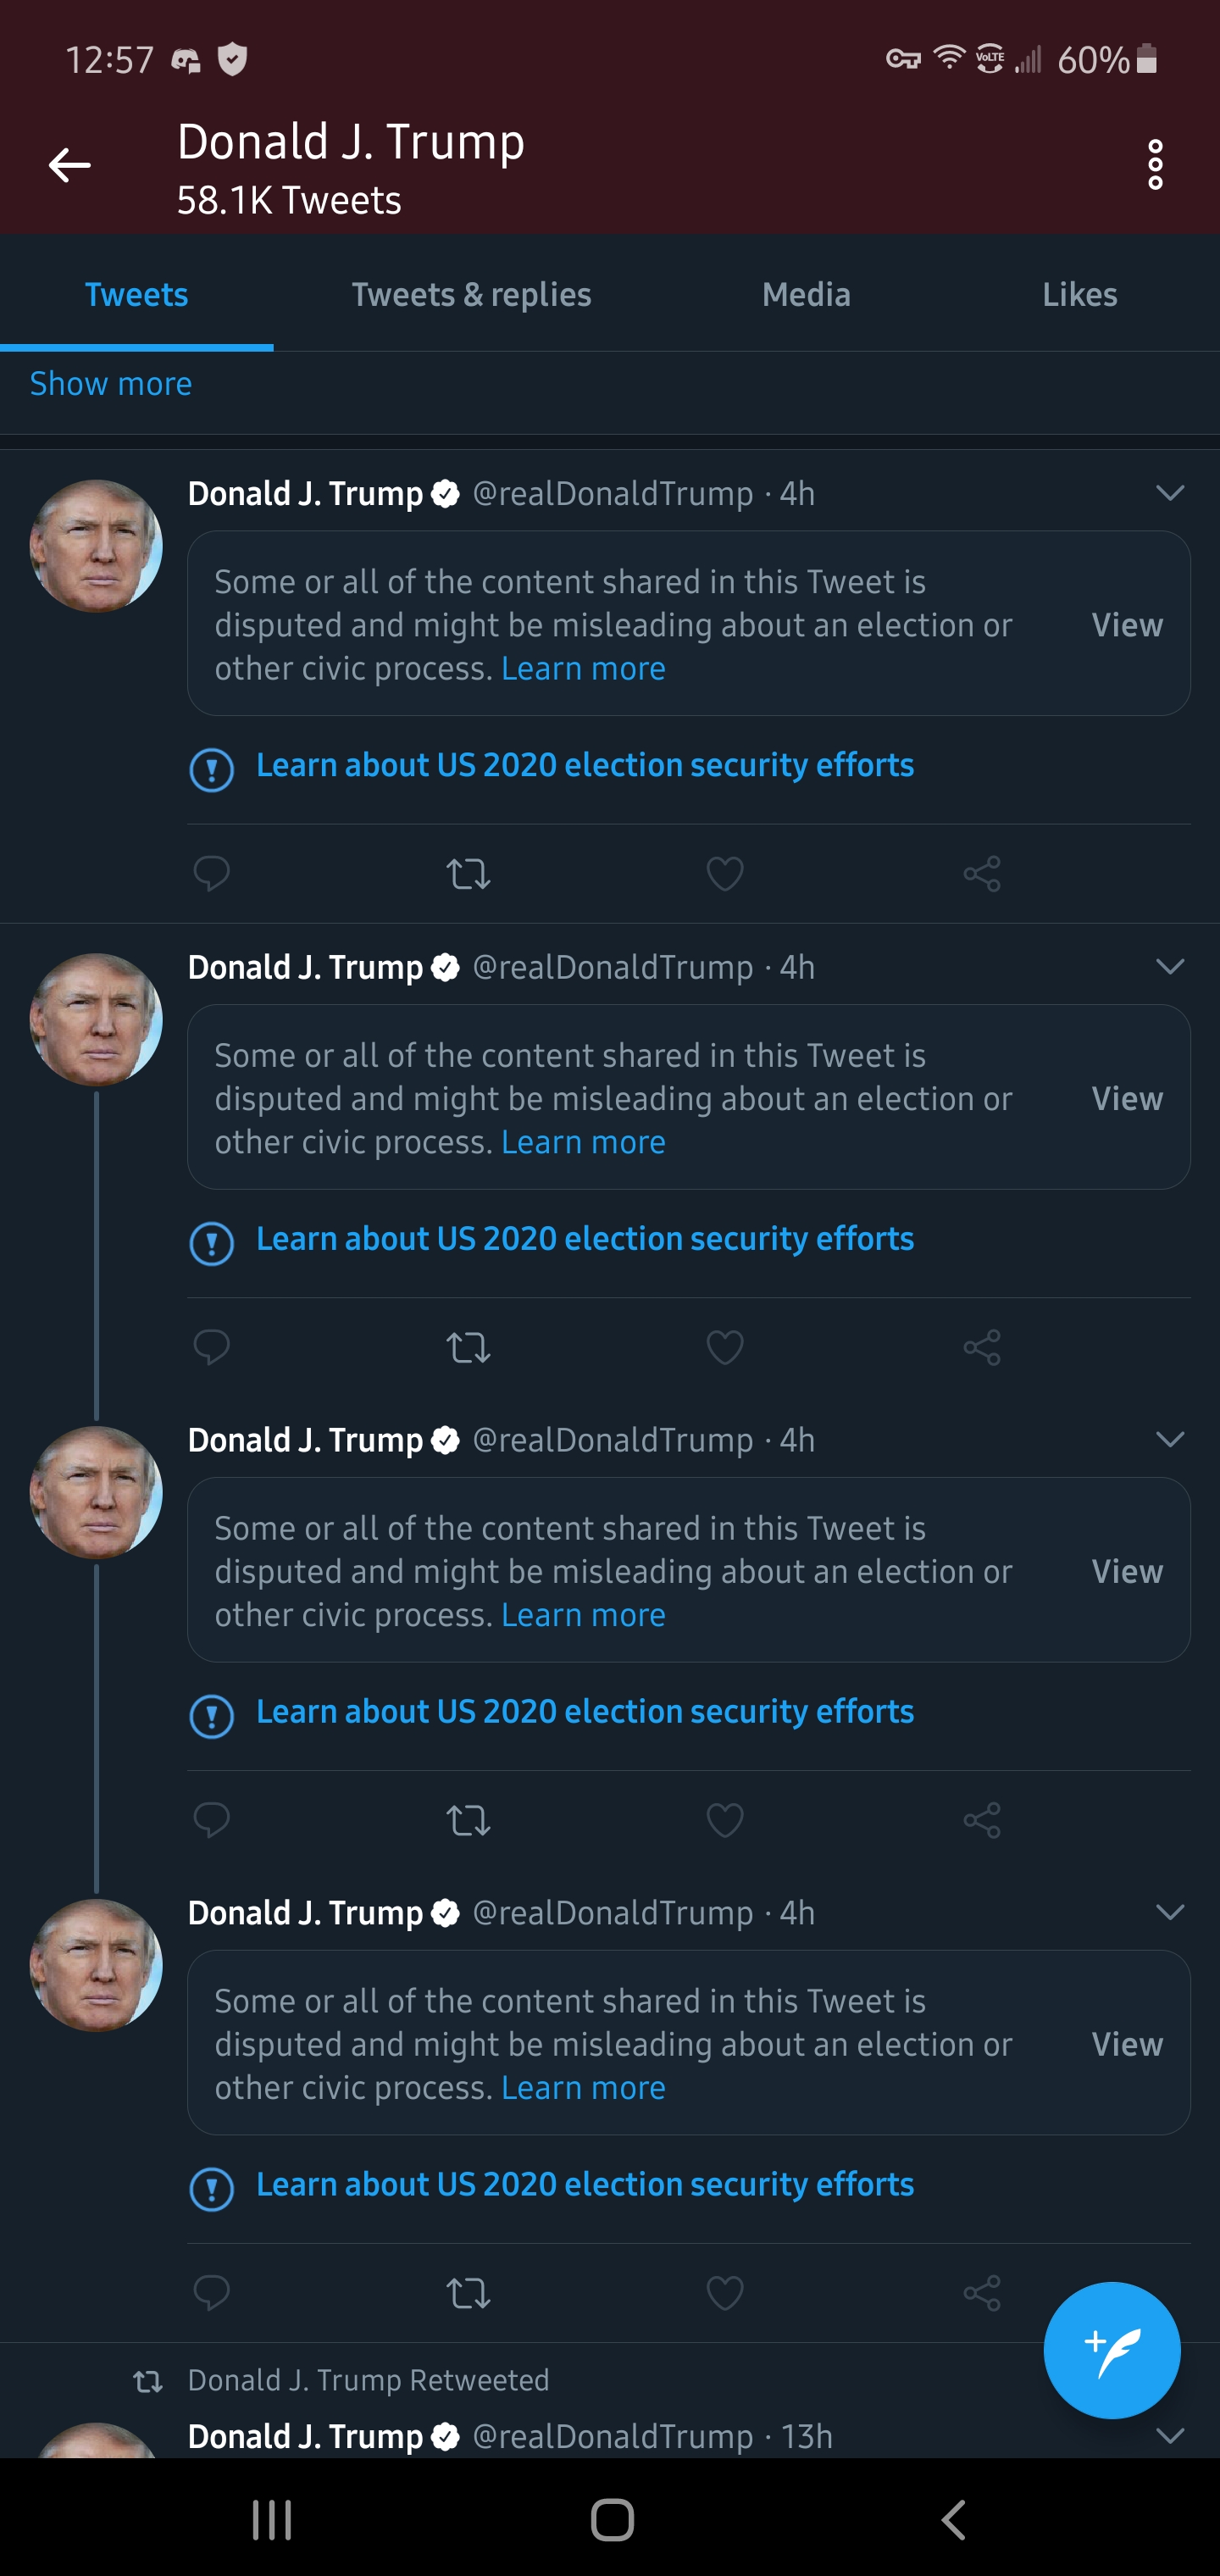 12:57 60%
Donald J. Trump
58.1K Tweets
Tweets Tweets & replies Media Likes
Show more
Donald J. Trump @realDonaldTrump · 4h
Some or all of the content shared in this Tweet is
disputed and might be misleading about an election or
other civic process. Learn more
View
Learn about US 2020 election security efforts
Donald J. Trump @realDonaldTrump · 4h
Some or all of the content shared in this Tweet is
disputed and might be misleading about an election or
other civic process. Learn more
View
Learn about US 2020 election security efforts
Donald J. Trump @realDonaldTrump · 4h
Some or all of the content shared in this Tweet is
disputed and might be misleading about an election or
other civic process. Learn more
View
Learn about US 2020 election security efforts
Donald J. Trump @realDonaldTrump · 4h
Some or all of the content shared in this Tweet is
disputed and might be misleading about an election or
other civic process. Learn more
View
Learn about US 2020 election security efforts
Donald J. Trump Retweeted
Donald J. Trump @realDonaldTrump · 13h